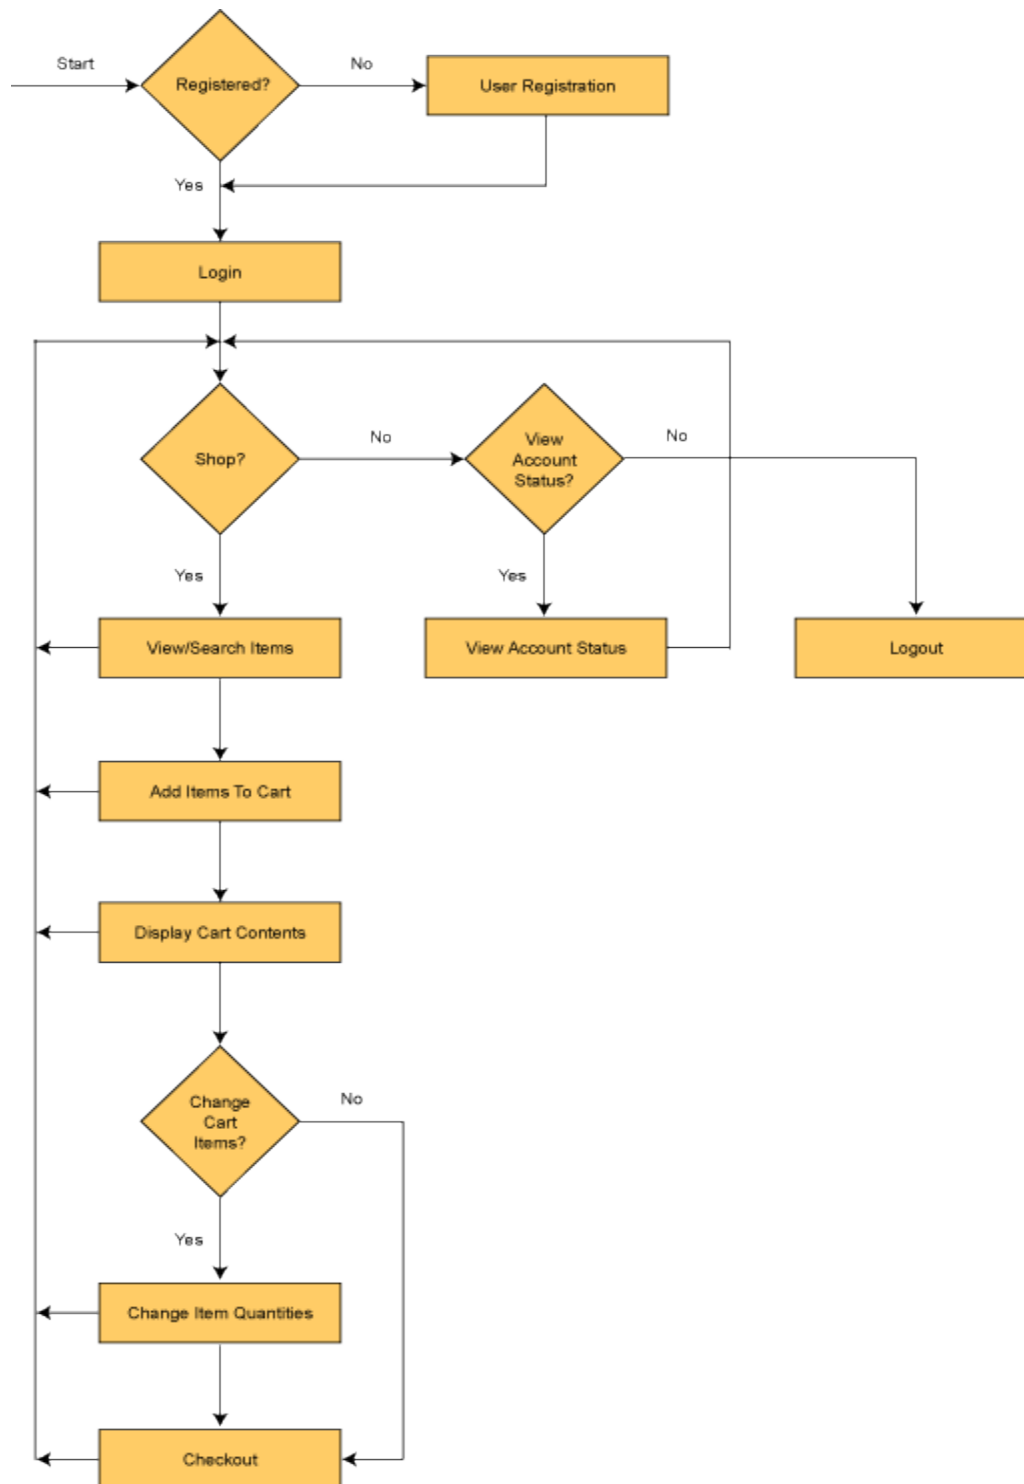 Start
Registered?
No
User Registration
Yes
Login
Shop?
No
View
Account
Status?
No
Yes
Yes
View/Search Items
View Account Status
Logout
Add Items To Cart
Display Cart Contents
Change
Cart
Items?
No
Yes
Change Item Quantities
Checkout